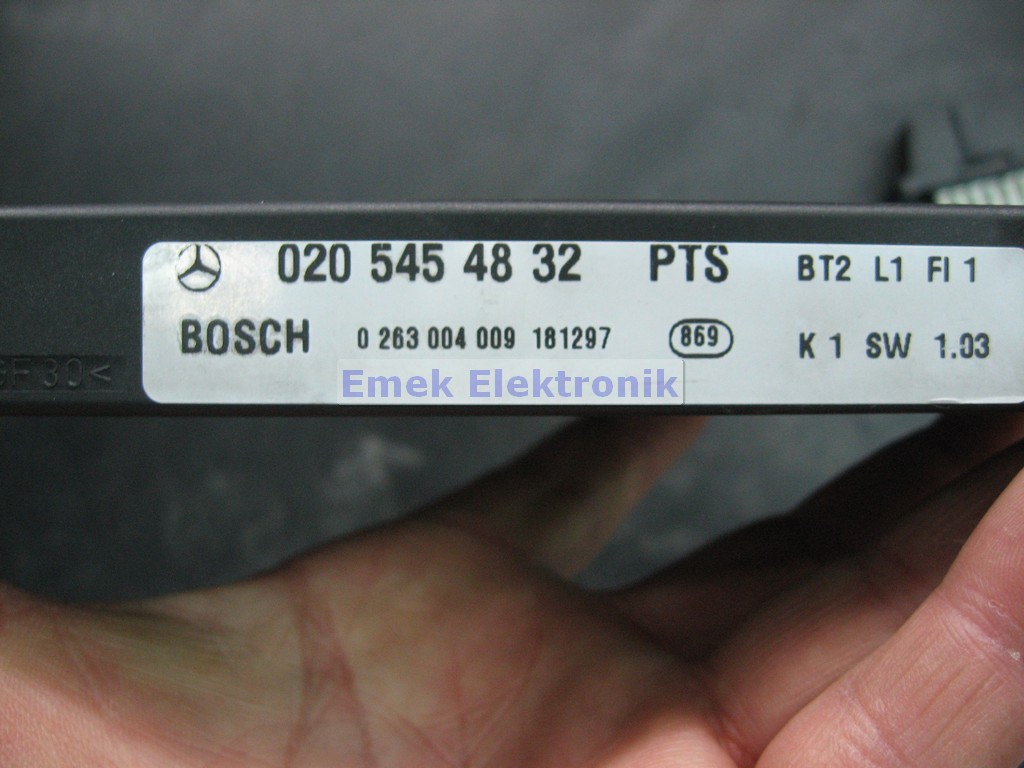 020 545 48 32 PTS BT2 L1 FI 1
BOSCH 0 263 004 009 181297 869 K 1 SW 1.03
Emek Elektronik
F 30<